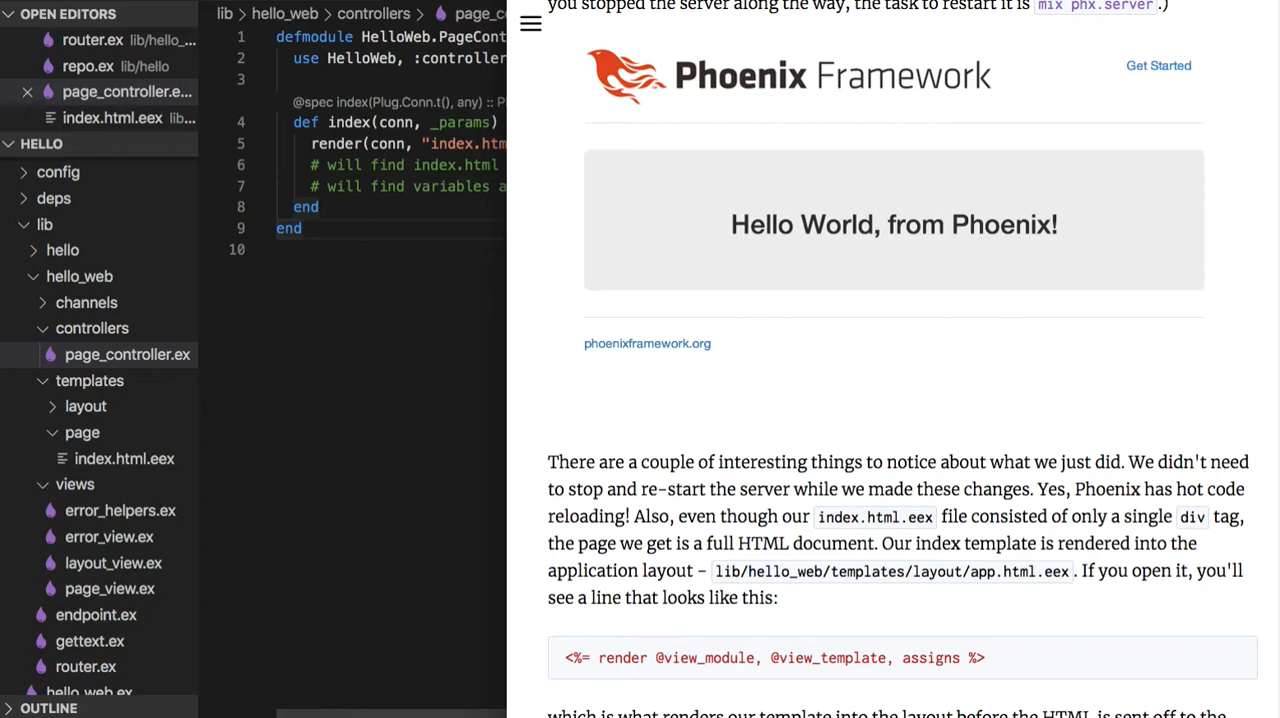 OPEN EDITORS
router.ex lib/hello_...
repo.ex lib/hello
page_controller.e...
index.html.eex lib...
HELLO
config
deps
lib
hello
hello_web
channels
controllers
page_controller.ex
templates
layout
page
index.html.eex
views
error_helpers.ex
error_view.ex
layout_view.ex
page_view.ex
endpoint.ex
gettext.ex
router.ex
hello_web.ex
OUTLINE
lib > hello_web > controllers > page_co
1 defmodule HelloWeb.PageCont
2 use HelloWeb, :controller
3
@spec index(Plug.Conn.t(), any) :: Pl
4 def index(conn, _params)
5 render(conn, "index.htm
6 # will find index.html
7 # will find variables a
8 end
9 end
10
you stopped the server along the way, the task to restart it is mix phx.server.)
Phoenix Framework
Get Started
Hello World, from Phoenix!
phoenixframework.org
There are a couple of interesting things to notice about what we just did. We didn't need
to stop and re-start the server while we made these changes. Yes, Phoenix has hot code
reloading! Also, even though our index.html.eex file consisted of only a single div tag,
the page we get is a full HTML document. Our index template is rendered into the
application layout – lib/hello_web/templates/layout/app.html.eex. If you open it, you'll
see a line that looks like this:
<%= render @view_module, @view_template, assigns %>
which is what renders our template into the layout before the HTML is sent off to the